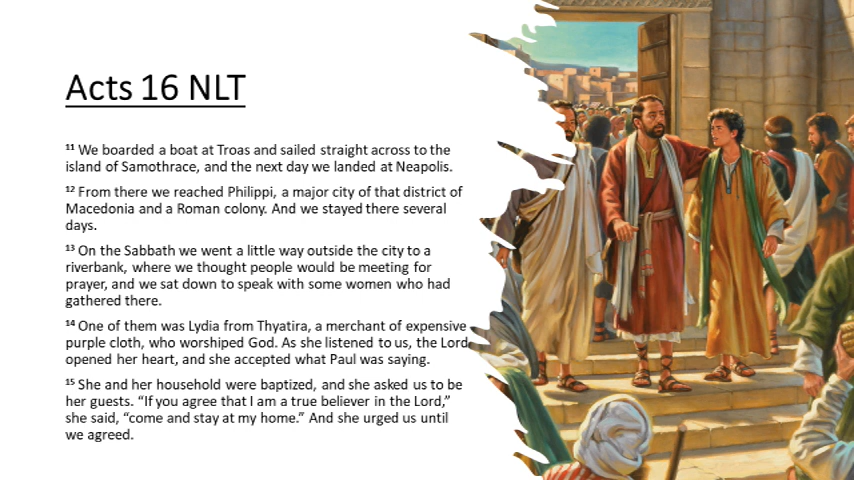 Acts 16 NLT
¹¹ We boarded a boat at Troas and sailed straight across to the
island of Samothrace, and the next day we landed at Neapolis.
¹² From there we reached Philippi, a major city of that district of
Macedonia and a Roman colony. And we stayed there several
days.
¹³ On the Sabbath we went a little way outside the city to a
riverbank, where we thought people would be meeting for
prayer, and we sat down to speak with some women who had
gathered there.
¹⁴ One of them was Lydia from Thyatira, a merchant of expensive
purple cloth, who worshiped God. As she listened to us, the Lord
opened her heart, and she accepted what Paul was saying.
¹⁵ She and her household were baptized, and she asked us to be
her guests. “If you agree that I am a true believer in the Lord,”
she said, “come and stay at my home.” And she urged us until
we agreed.